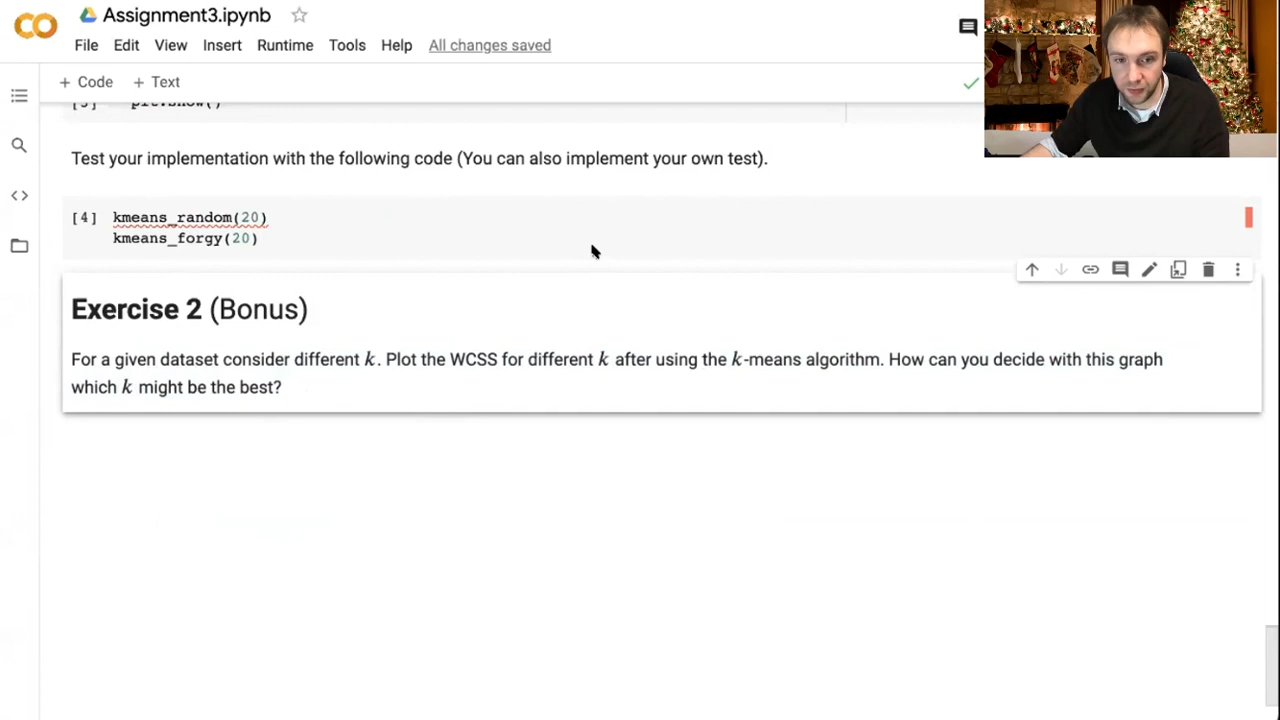 Assignment3.ipynb
File Edit View Insert Runtime Tools Help All changes saved
+ Code + Text
Test your implementation with the following code (You can also implement your own test).
[4] kmeans_random(20)
kmeans_forgy(20)
Exercise 2 (Bonus)
For a given dataset consider different k. Plot the WCSS for different k after using the k-means algorithm. How can you decide with this graph
which k might be the best?